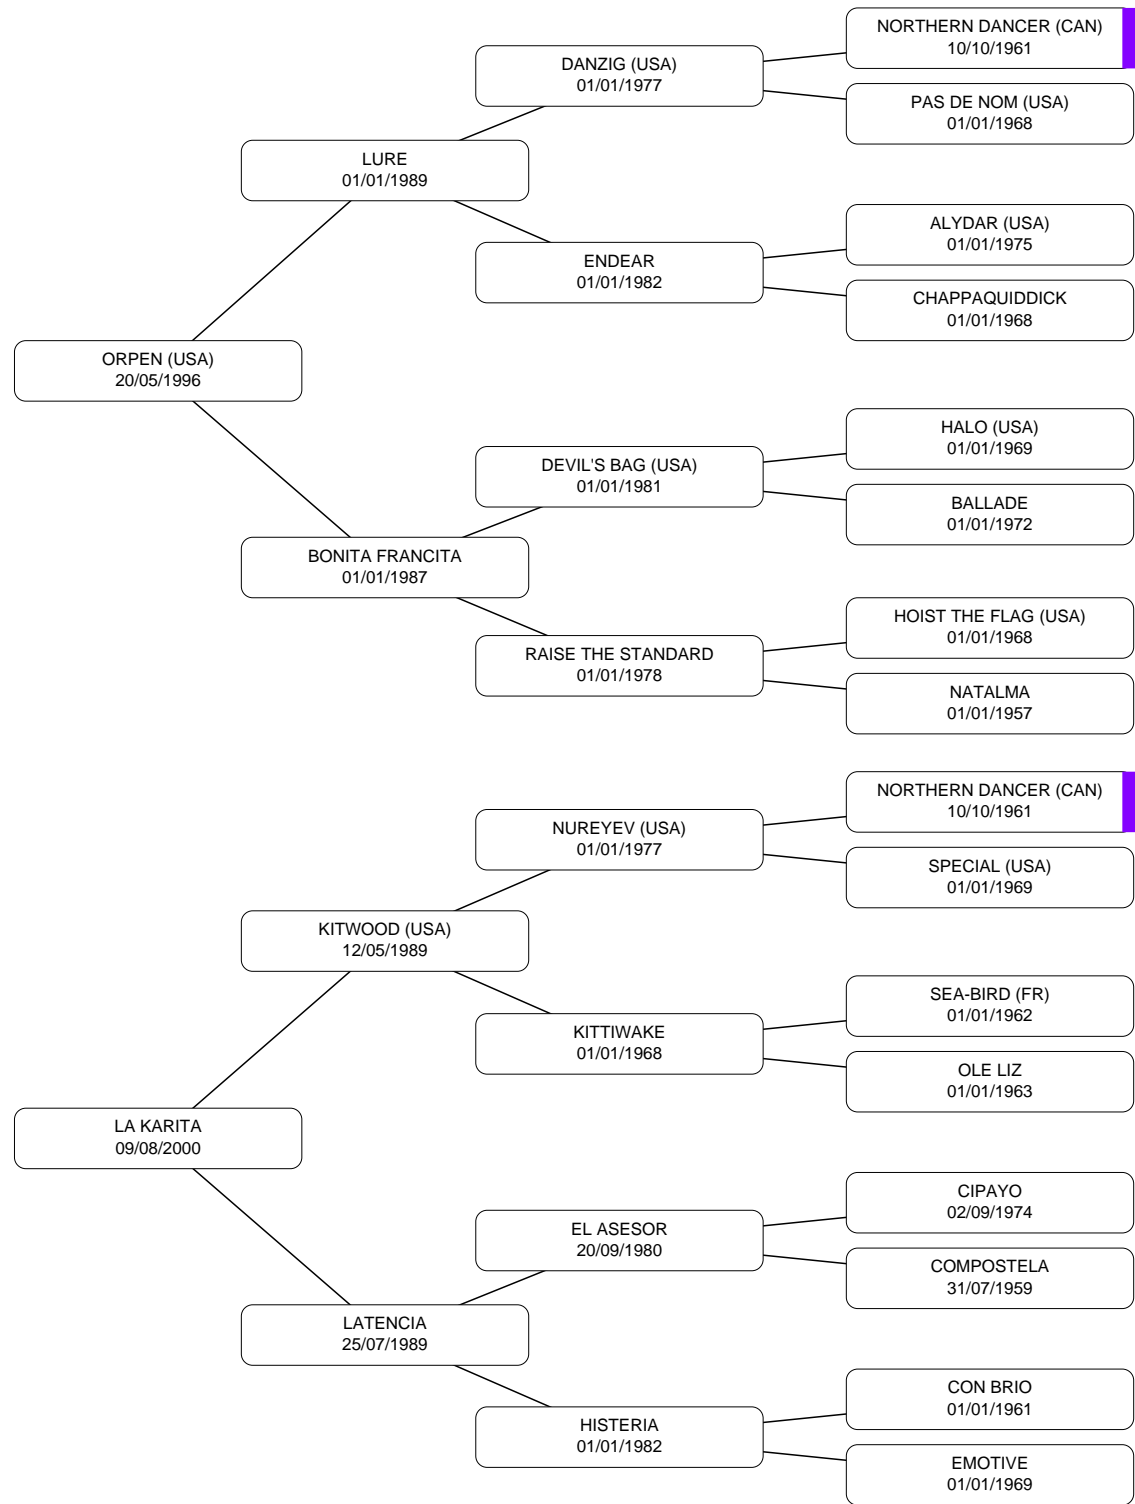 NORTHERN DANCER (CAN)
10/10/1961
DANZIG (USA)
01/01/1977
PAS DE NOM (USA)
01/01/1968
LURE
01/01/1989
ALYDAR (USA)
01/01/1975
ENDEAR
01/01/1982
CHAPPAQUIDDICK
01/01/1968
ORPEN (USA)
20/05/1996
HALO (USA)
01/01/1969
DEVIL'S BAG (USA)
01/01/1981
BALLADE
01/01/1972
BONITA FRANCITA
01/01/1987
HOIST THE FLAG (USA)
01/01/1968
RAISE THE STANDARD
01/01/1978
NATALMA
01/01/1957
NORTHERN DANCER (CAN)
10/10/1961
NUREYEV (USA)
01/01/1977
SPECIAL (USA)
01/01/1969
KITWOOD (USA)
12/05/1989
SEA-BIRD (FR)
01/01/1962
KITTIWAKE
01/01/1968
OLE LIZ
01/01/1963
LA KARITA
09/08/2000
CIPAYO
02/09/1974
EL ASESOR
20/09/1980
COMPOSTELA
31/07/1959
LATENCIA
25/07/1989
CON BRIO
01/01/1961
HISTERIA
01/01/1982
EMOTIVE
01/01/1969